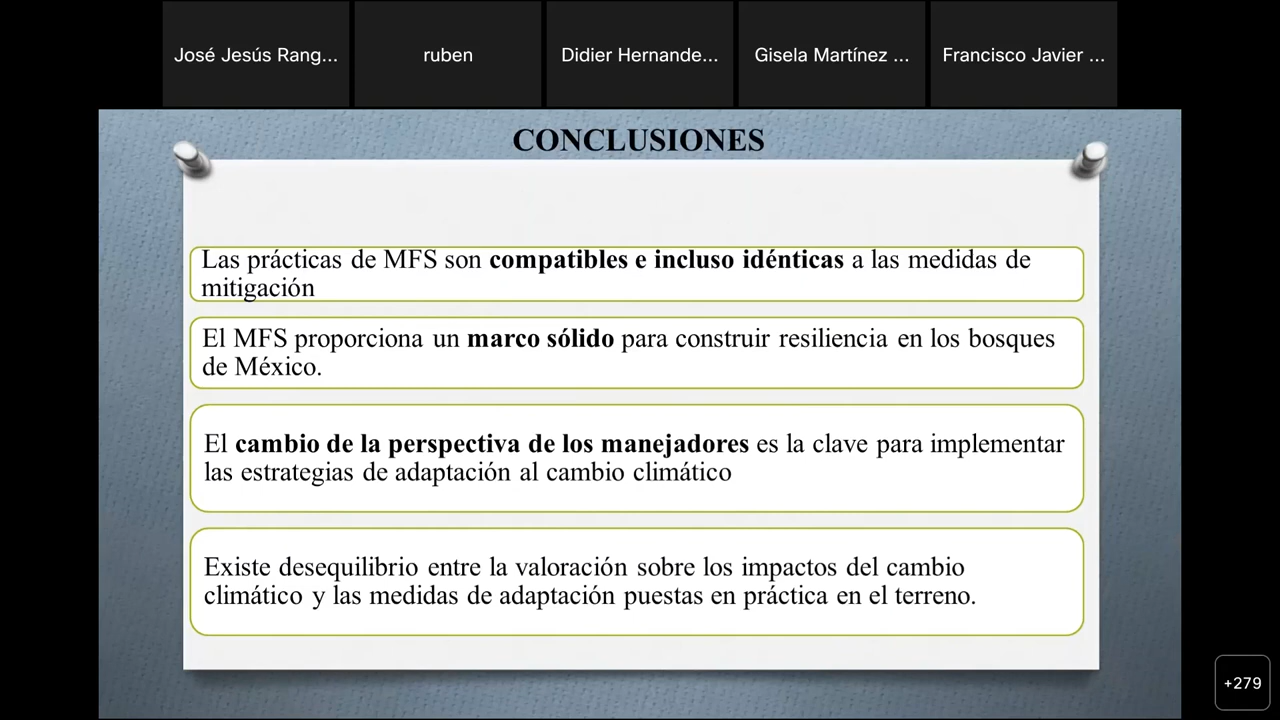 José Jesús Rang...
ruben
Didier Hernande...
Gisela Martínez ...
Francisco Javier ...
CONCLUSIONES
Las prácticas de MFS son compatibles e incluso idénticas a las medidas de
mitigación
El MFS proporciona un marco sólido para construir resiliencia en los bosques
de México.
El cambio de la perspectiva de los manejadores es la clave para implementar
las estrategias de adaptación al cambio climático
Existe desequilibrio entre la valoración sobre los impactos del cambio
climático y las medidas de adaptación puestas en práctica en el terreno.
+279